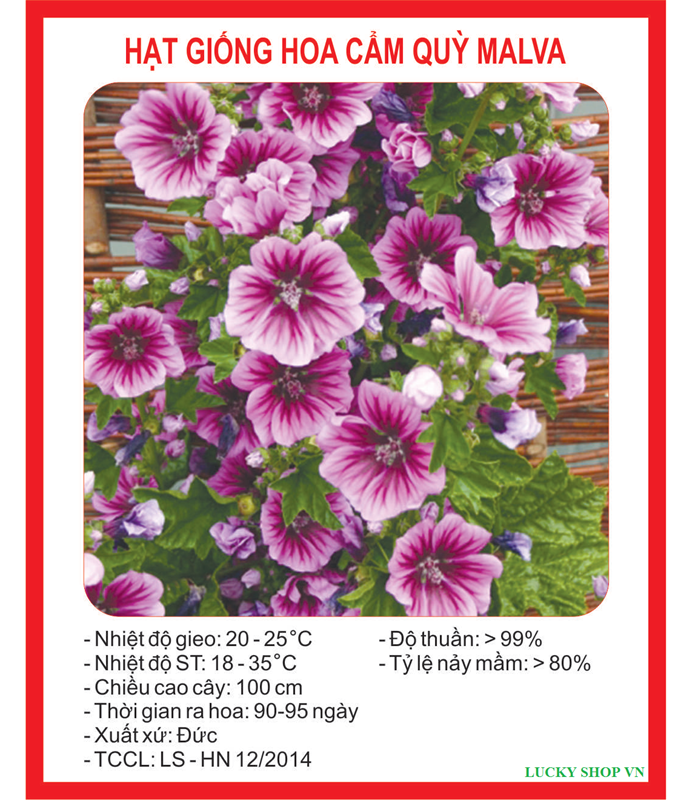 HẠT GIỐNG HOA CẨM QUỲ MALVA
- Nhiệt độ gieo: 20 - 25°C
- Nhiệt độ ST: 18 - 35°C
- Chiều cao cây: 100 cm
- Thời gian ra hoa: 90-95 ngày
- Xuất xứ: Đức
- TCCL: LS - HN 12/2014
- Độ thuần: > 99%
- Tỷ lệ nảy mầm: > 80%
LUCKY SHOP VN